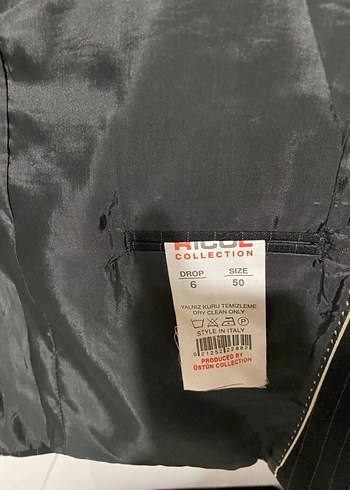 COLLECTION
DROP SIZE
6 50
YALNIZ KURU TEMİZLEME
DRY CLEAN ONLY
P
STYLE IN ITALY
PRODUCED BY
ÜSTÜN COLLECTION